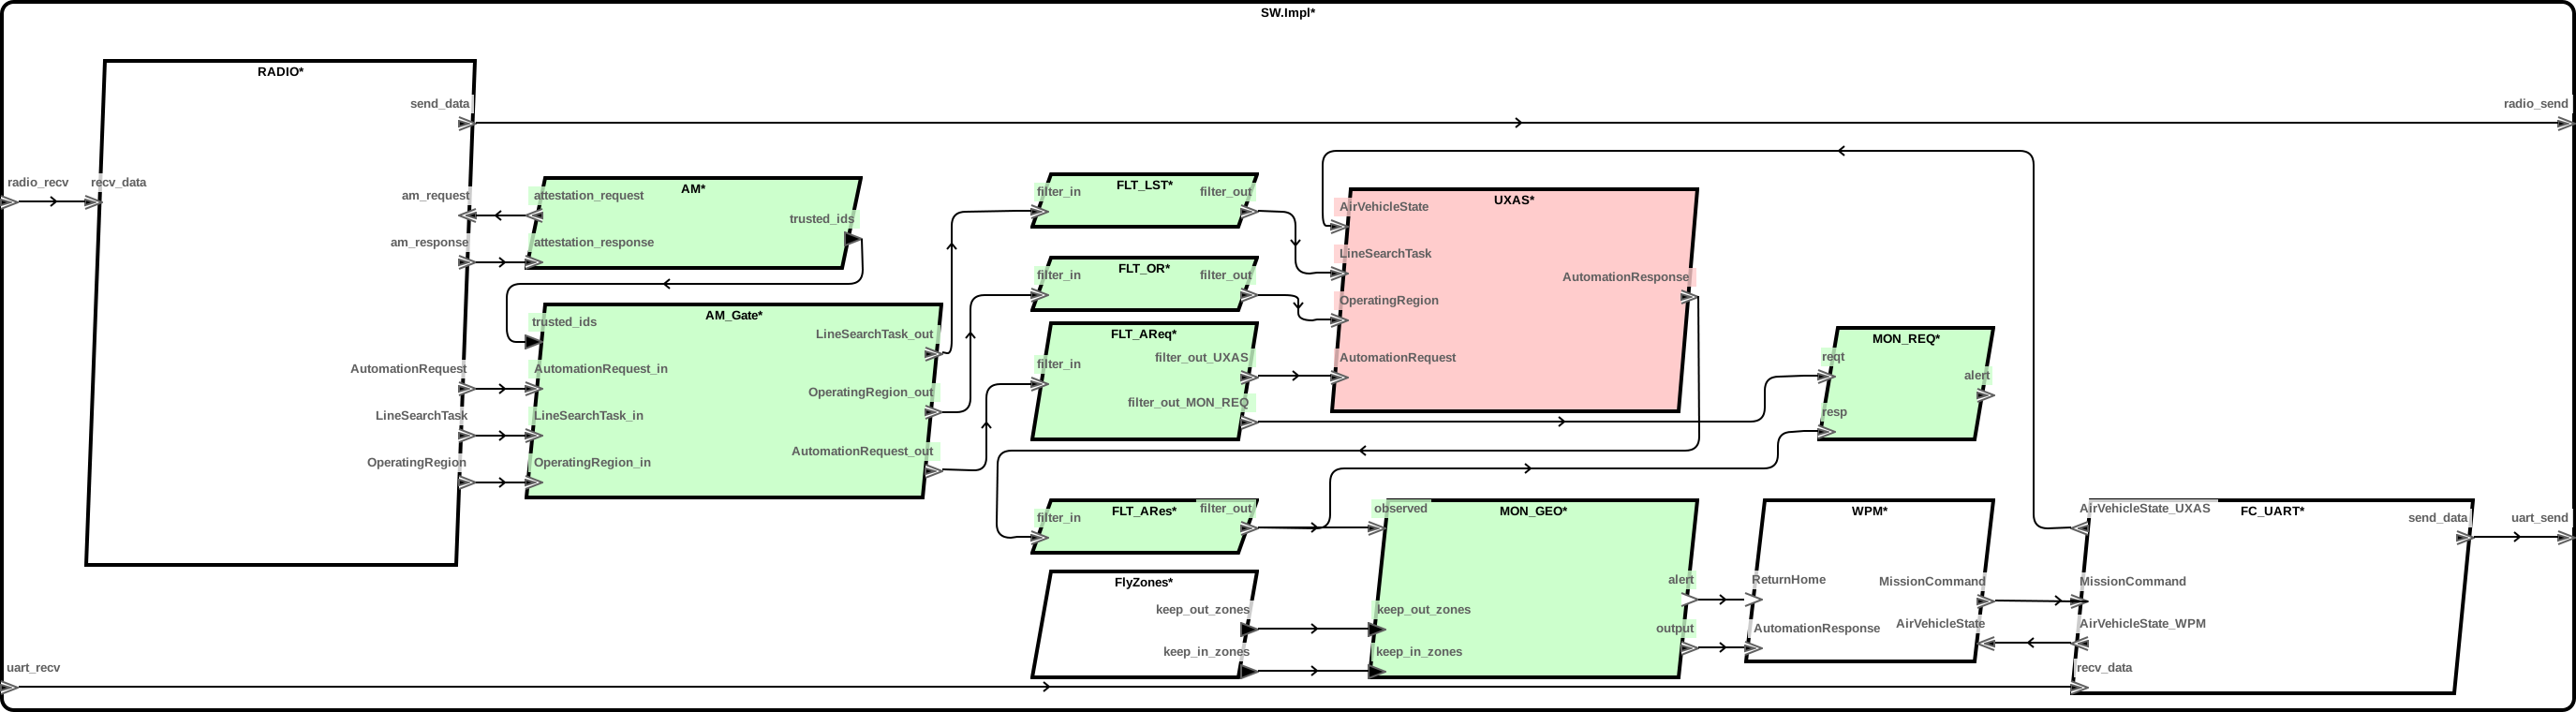 SW.Impl*
RADIO*
send_data
radio_send
radio_recv
recv_data
am_request
am_response
AutomationRequest
LineSearchTask
OperatingRegion
AM*
attestation_request
trusted_ids
attestation_response
AM_Gate*
trusted_ids
LineSearchTask_out
AutomationRequest_in
OperatingRegion_out
LineSearchTask_in
AutomationRequest_out
OperatingRegion_in
FLT_LST*
filter_in
filter_out
FLT_OR*
filter_in
filter_out
FLT_AReq*
filter_out_UXAS
filter_in
filter_out_MON_REQ
UXAS*
AirVehicleState
LineSearchTask
AutomationResponse
OperatingRegion
AutomationRequest
MON_REQ*
reqt
alert
resp
FLT_ARes*
filter_in
filter_out
FlyZones*
keep_out_zones
keep_in_zones
MON_GEO*
observed
alert
keep_out_zones
output
keep_in_zones
WPM*
ReturnHome
MissionCommand
AutomationResponse
AirVehicleState
FC_UART*
AirVehicleState_UXAS
send_data
MissionCommand
AirVehicleState_WPM
recv_data
uart_send
uart_recv